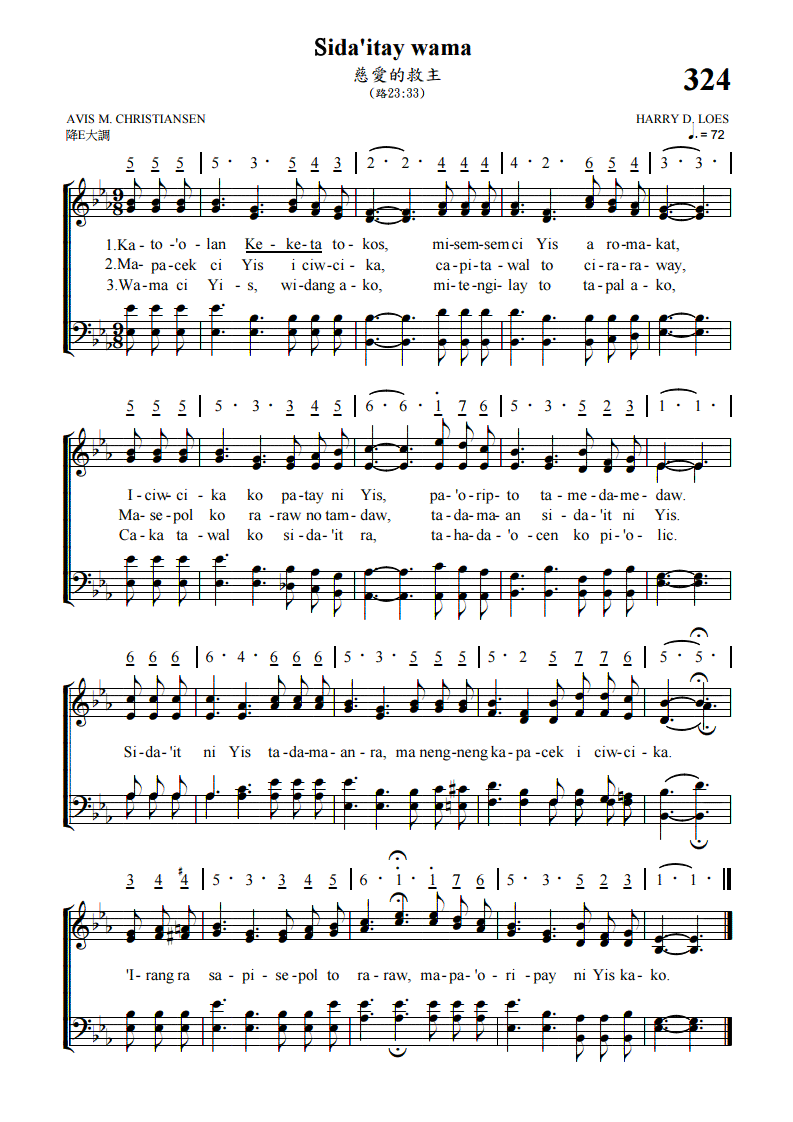 Sida'itay wama
慈愛的救主
(路23:33)
324
AVIS M. CHRISTIANSEN
HARRY D. LOES
降E大調
♩. = 72
5 5 5 | 5 · 3 · 5 4 3 | 2 · 2 · 4 4 4 | 4 · 2 · 6 5 4 | 3 · 3 · |
1.Ka - to -'o - lan Ke - ke - ta to - kos, mi-sem-sem ci Yis a ro-ma - kat,
2.Ma - pa-cek ci Yis i ciw-ci - ka, ca-pi-ta-wal to ci-ra-ra-way,
3.Wa-ma ci Yi - s, wi-dang a-ko, mi-te-ngi-lay to ta-pal a-ko,
5 5 5 | 5 · 3 · 3 4 5 | 6 · 6 · 1 7 6 | 5 · 3 · 5 2 3 | 1 · 1 · |
I - ciw-ci - ka ko pa-tay ni Yis, pa-'o-rip-to ta-me-da-me-daw.
Ma-se-pol ko ra-raw no tam-daw, ta-da-ma-an si-da-'it ni Yis.
Ca-ka ta-wal ko si-da-'it ra, ta-ha-da-'o-cen ko pi-'o-lic.
6 6 6 | 6 · 4 · 6 6 6 | 5 · 3 · 5 5 5 | 5 · 2 5 7 7 6 | 5 · 5 · |
Si-da-'it ni Yis ta-da-ma-an-ra, ma neng-neng ka-pa-cek i ciw-ci-ka.
3 4 #4 | 5 · 3 · 3 4 5 | 6 · 1 · 1 7 6 | 5 · 3 · 5 2 3 | 1 · 1 · |
'I-rang ra sa - pi - se-pol to ra-raw, ma-pa-'o-ri-pay ni Yis ka-ko.